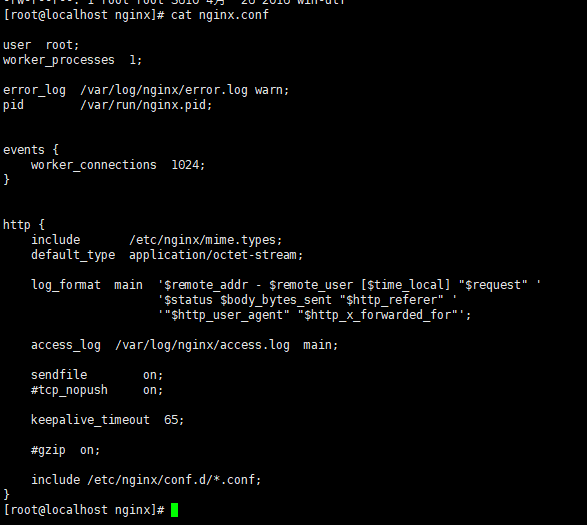 -rw-r--r--. 1 root root 3610 4月  26 2016 win-utf
[root@localhost nginx]# cat nginx.conf

user  root;
worker_processes  1;

error_log  /var/log/nginx/error.log warn;
pid        /var/run/nginx.pid;


events {
    worker_connections  1024;
}


http {
    include       /etc/nginx/mime.types;
    default_type  application/octet-stream;

    log_format  main  '$remote_addr - $remote_user [$time_local] "$request" '
                      '$status $body_bytes_sent "$http_referer" '
                      '"$http_user_agent" "$http_x_forwarded_for"';

    access_log  /var/log/nginx/access.log  main;

    sendfile        on;
    #tcp_nopush     on;

    keepalive_timeout  65;

    #gzip  on;

    include /etc/nginx/conf.d/*.conf;
}
[root@localhost nginx]#